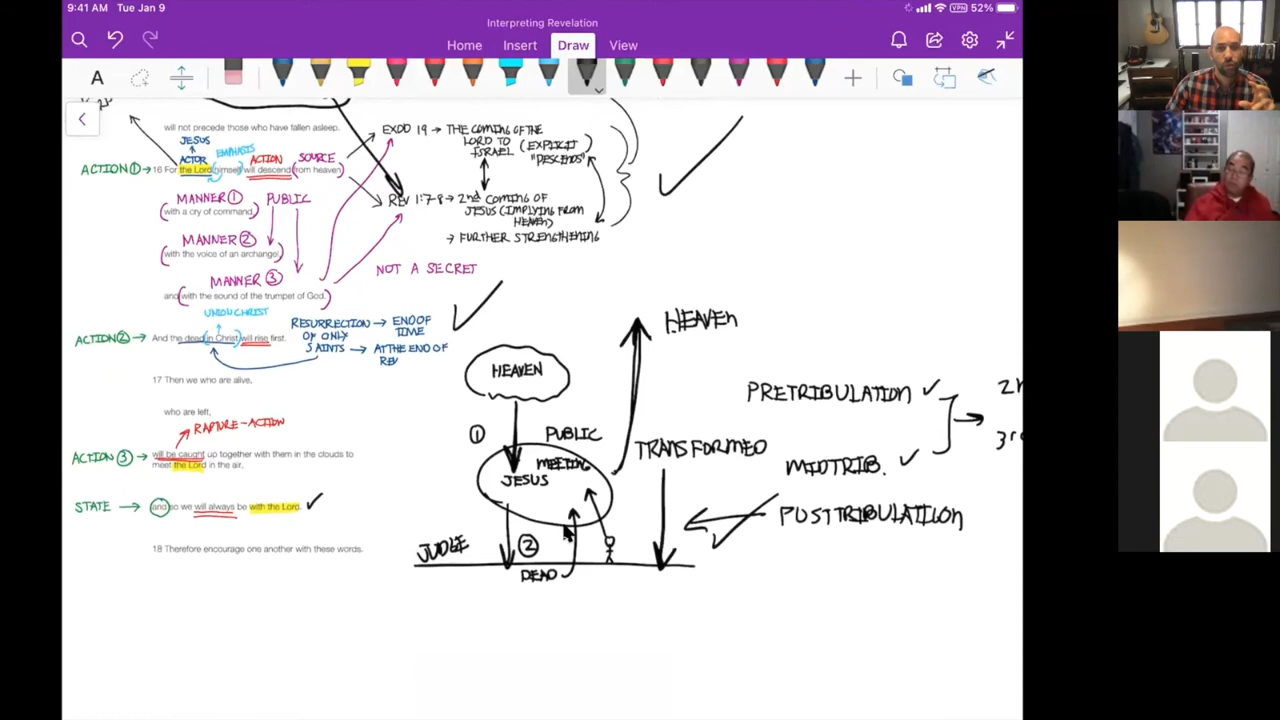 9:41 AM Tue Jan 9
VPN 52%
Interpreting Revelation
Home Insert Draw View
A
will not precede those who have fallen asleep.
JESUS
ACTOR
EMPHASIS
ACTION
SOURCE
ACTION ① → 16 For the Lord himself will descend from heaven
EXOD 19 → THE COMING OF THE
LORD TO
ISRAEL
(EXPLICIT
"DESCENDS"
MANNER ① PUBLIC
(with a cry of command)
REV 1:7-8 → 2nd COMING OF
JESUS (IMPLYING FROM
HEAVEN)
→ FURTHER STRENGTHENING
MANNER ②
(with the voice of an archangel)
MANNER ③
and (with the sound of the trumpet of God.)
NOT A SECRET
UNION CHRIST
ACTION ② → And the dead (in Christ) will rise first.
RESURRECTION → END OF
TIME
OF ONLY
SAINTS → AT THE END OF
REV
17 Then we who are alive,
who are left,
RAPTURE-ACTION
ACTION ③ → will be caught up together with them in the clouds to
meet the Lord in the air.
STATE → and so we will always be with the Lord.
18 Therefore encourage one another with these words.
HEAVEN
HEAVEN
① PUBLIC
MEETING
JESUS
TRANSFORMED
JUDGE ②
DEAD
PRETRIBULATION
MIDTRIB.
POSTTRIBULATION